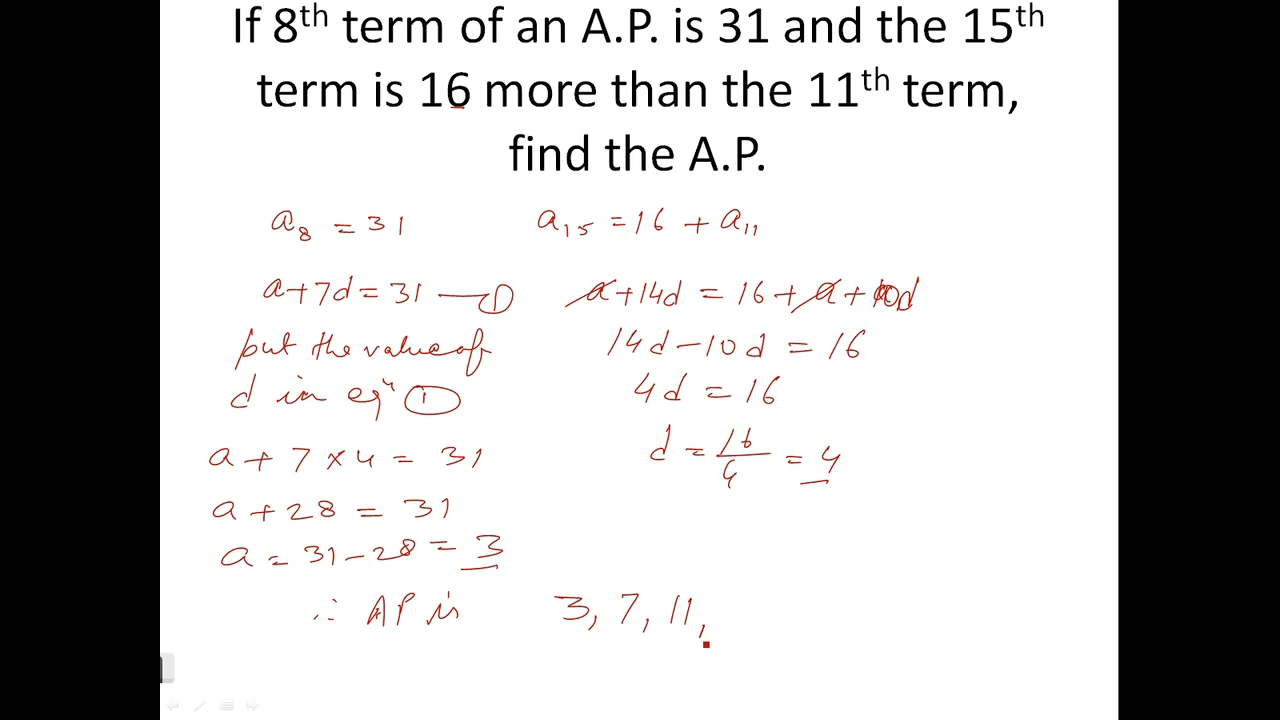 If 8th term of an A.P. is 31 and the 15th
term is 16 more than the 11th term,
find the A.P.
a8 = 31
a15 = 16 + a11
a + 7d = 31 — ①
a + 14d = 16 + a + 10d
put the value of
14d - 10d = 16
d in eqn ①
4d = 16
a + 7 × 4 = 31
d = 16/4 = 4
a + 28 = 31
a = 31 - 28 = 3
∴ AP is 3, 7, 11,